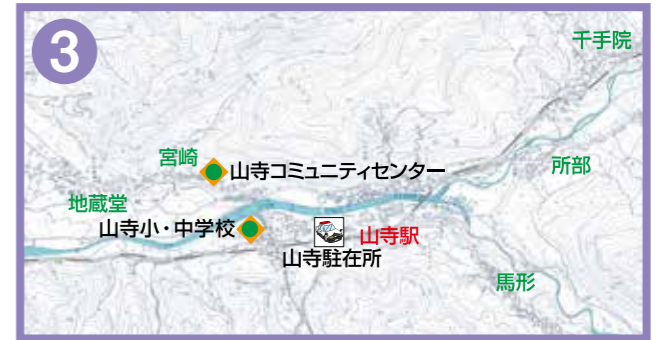 3
千手院
宮崎
山寺コミュニティセンター
所部
地蔵堂
山寺小・中学校
山寺駅
山寺駐在所
馬形